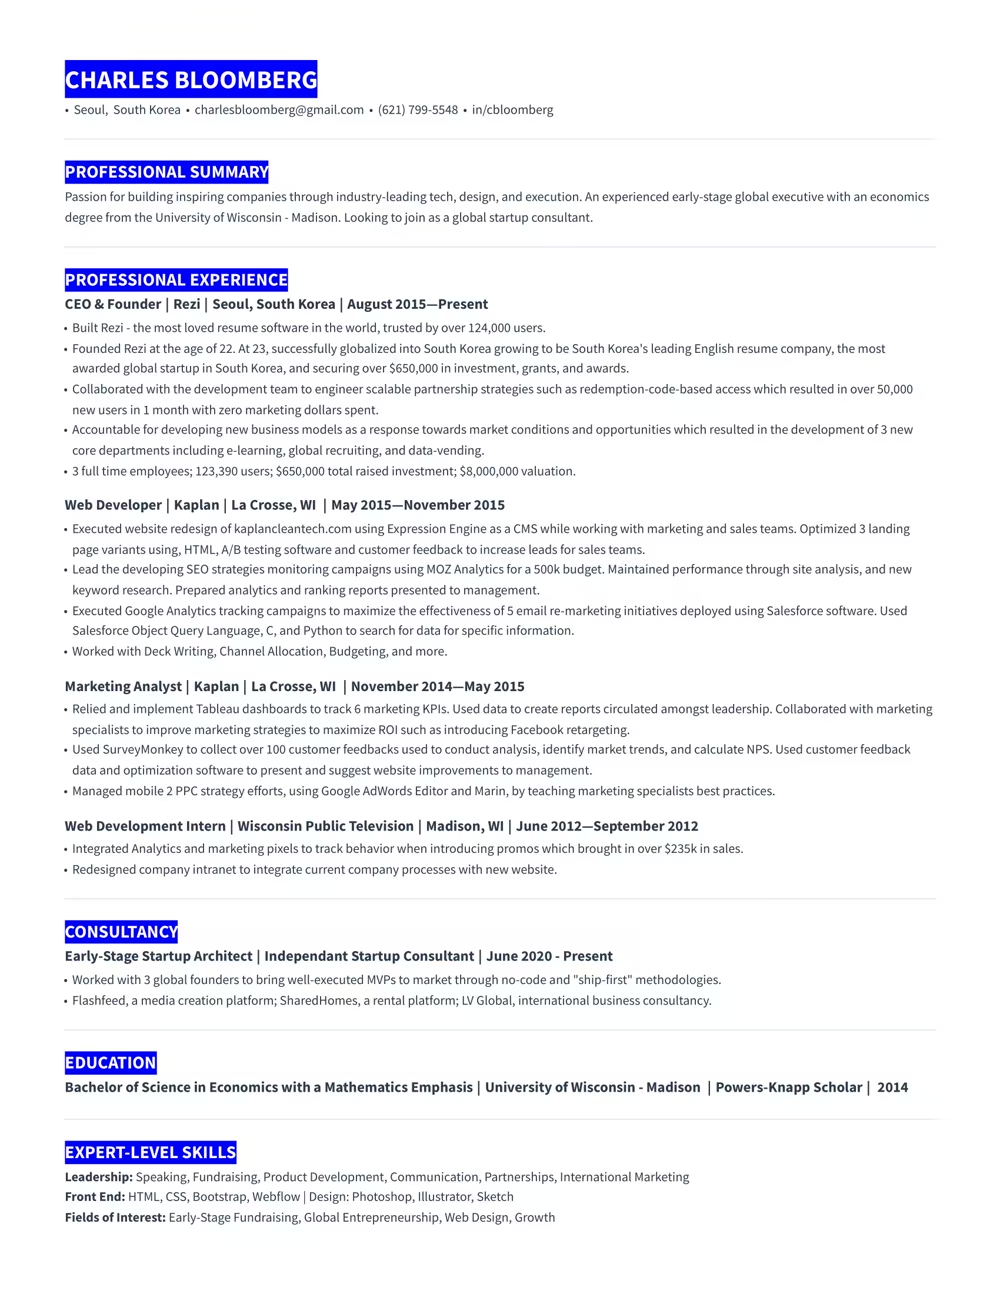 CHARLES BLOOMBERG
• Seoul, South Korea • charlesbloomberg@gmail.com • (621) 799-5548 • in/cbloomberg
PROFESSIONAL SUMMARY
Passion for building inspiring companies through industry-leading tech, design, and execution. An experienced early-stage global executive with an economics
degree from the University of Wisconsin - Madison. Looking to join as a global startup consultant.
PROFESSIONAL EXPERIENCE
CEO & Founder | Rezi | Seoul, South Korea | August 2015—Present
• Built Rezi - the most loved resume software in the world, trusted by over 124,000 users.
• Founded Rezi at the age of 22. At 23, successfully globalized into South Korea growing to be South Korea's leading English resume company, the most
awarded global startup in South Korea, and securing over $650,000 in investment, grants, and awards.
• Collaborated with the development team to engineer scalable partnership strategies such as redemption-code-based access which resulted in over 50,000
new users in 1 month with zero marketing dollars spent.
• Accountable for developing new business models as a response towards market conditions and opportunities which resulted in the development of 3 new
core departments including e-learning, global recruiting, and data-vending.
• 3 full time employees; 123,390 users; $650,000 total raised investment; $8,000,000 valuation.
Web Developer | Kaplan | La Crosse, WI | May 2015—November 2015
• Executed website redesign of kaplancleantech.com using Expression Engine as a CMS while working with marketing and sales teams. Optimized 3 landing
page variants using, HTML, A/B testing software and customer feedback to increase leads for sales teams.
• Lead the developing SEO strategies monitoring campaigns using MOZ Analytics for a 500k budget. Maintained performance through site analysis, and new
keyword research. Prepared analytics and ranking reports presented to management.
• Executed Google Analytics tracking campaigns to maximize the effectiveness of 5 email re-marketing initiatives deployed using Salesforce software. Used
Salesforce Object Query Language, C, and Python to search for data for specific information.
• Worked with Deck Writing, Channel Allocation, Budgeting, and more.
Marketing Analyst | Kaplan | La Crosse, WI | November 2014—May 2015
• Relied and implement Tableau dashboards to track 6 marketing KPIs. Used data to create reports circulated amongst leadership. Collaborated with marketing
specialists to improve marketing strategies to maximize ROI such as introducing Facebook retargeting.
• Used SurveyMonkey to collect over 100 customer feedbacks used to conduct analysis, identify market trends, and calculate NPS. Used customer feedback
data and optimization software to present and suggest website improvements to management.
• Managed mobile 2 PPC strategy efforts, using Google AdWords Editor and Marin, by teaching marketing specialists best practices.
Web Development Intern | Wisconsin Public Television | Madison, WI | June 2012—September 2012
• Integrated Analytics and marketing pixels to track behavior when introducing promos which brought in over $235k in sales.
• Redesigned company intranet to integrate current company processes with new website.
CONSULTANCY
Early-Stage Startup Architect | Independant Startup Consultant | June 2020 - Present
• Worked with 3 global founders to bring well-executed MVPs to market through no-code and "ship-first" methodologies.
• Flashfeed, a media creation platform; SharedHomes, a rental platform; LV Global, international business consultancy.
EDUCATION
Bachelor of Science in Economics with a Mathematics Emphasis | University of Wisconsin - Madison | Powers-Knapp Scholar | 2014
EXPERT-LEVEL SKILLS
Leadership: Speaking, Fundraising, Product Development, Communication, Partnerships, International Marketing
Front End: HTML, CSS, Bootstrap, Webflow | Design: Photoshop, Illustrator, Sketch
Fields of Interest: Early-Stage Fundraising, Global Entrepreneurship, Web Design, Growth